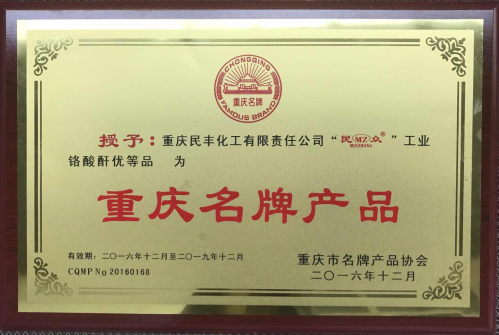 CHONGQING
重庆名牌
FAMOUS BRAND
授予：重庆民丰化工有限责任公司“民MZ众®”工业
MINZHONG
铬酸酐优等品 为
重庆名牌产品
有效期：二〇一六年十二月至二〇一九年十二月
CQMP No 20160168
重庆市名牌产品协会
二〇一六年十二月